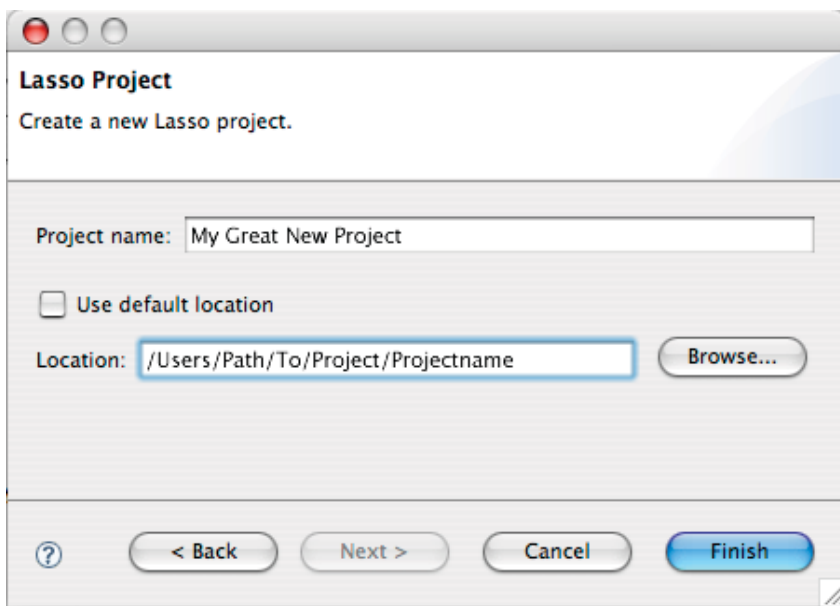 Lasso Project
Create a new Lasso project.
Project name: My Great New Project
Use default location
Location: /Users/Path/To/Project/Projectname Browse...
? < Back Next > Cancel Finish